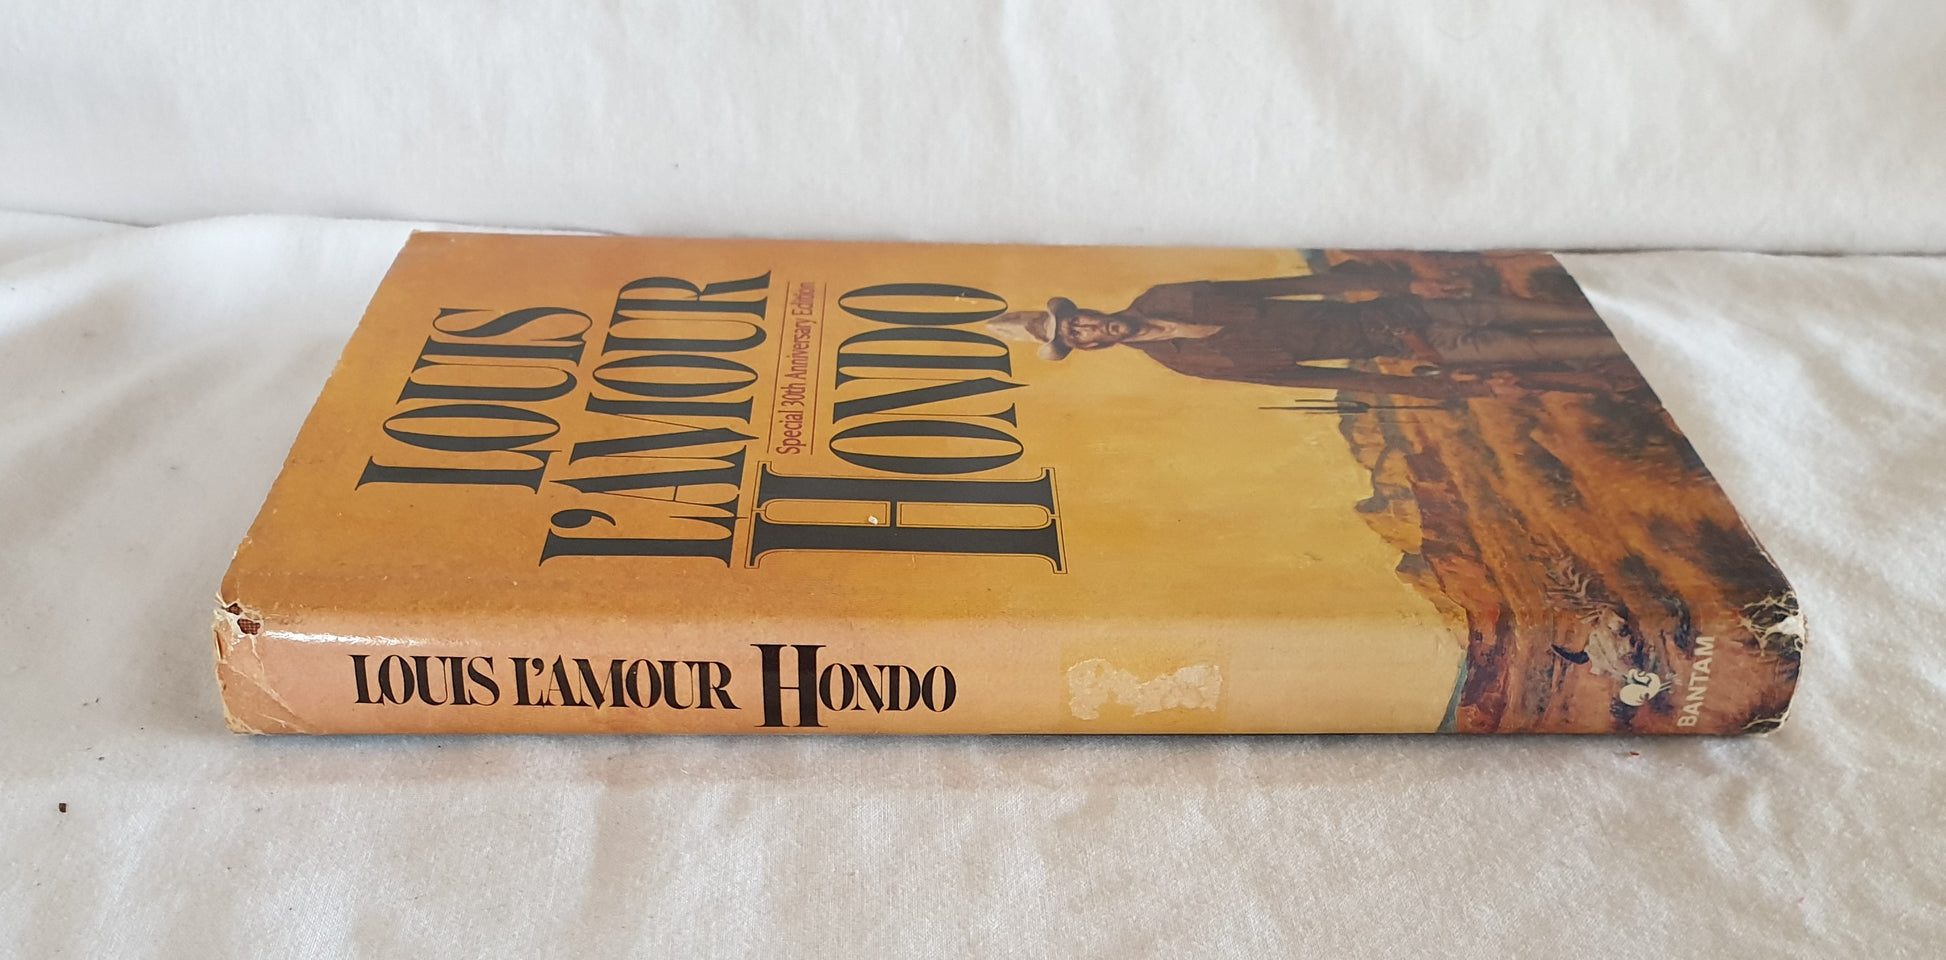 LOUIS
L'AMOUR
Special 30th Anniversary Edition
HONDO
LOUIS L'AMOUR HONDO
BANTAM